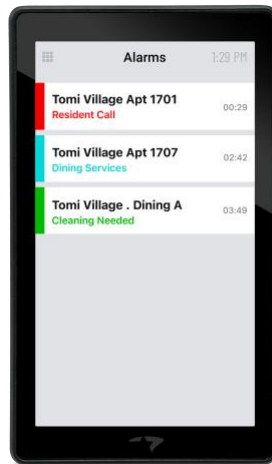 Alarms 1:29 PM
Tomi Village Apt 1701
Resident Call
00:29
Tomi Village Apt 1707
Dining Services
02:42
Tomi Village . Dining A
Cleaning Needed
03:49